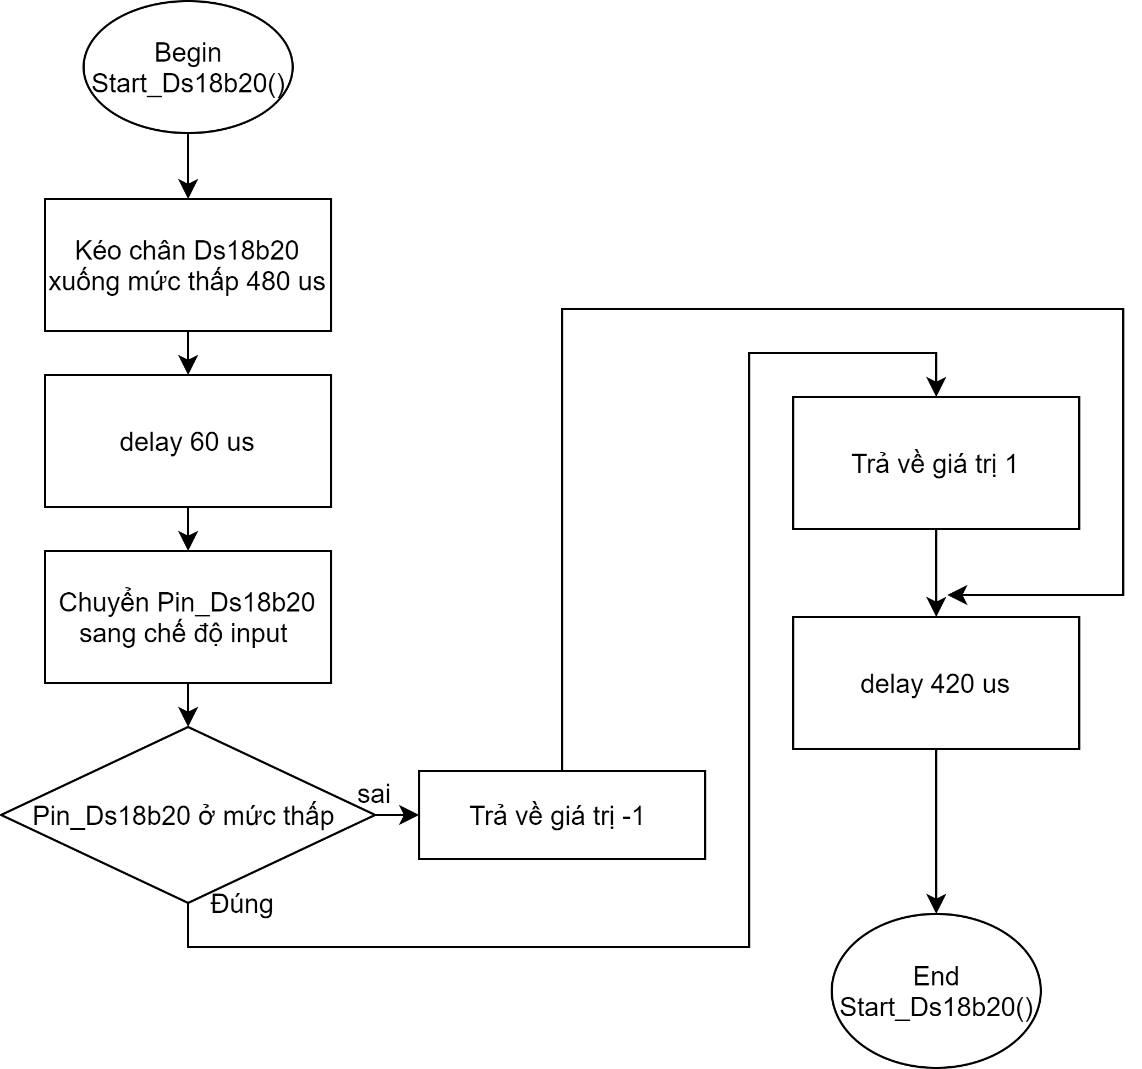 Begin
Start_Ds18b20()
Kéo chân Ds18b20
xuống mức thấp 480 us
delay 60 us
Chuyển Pin_Ds18b20
sang chế độ input
Pin_Ds18b20 ở mức thấp
sai
Đúng
Trả về giá trị -1
Trả về giá trị 1
delay 420 us
End
Start_Ds18b20()